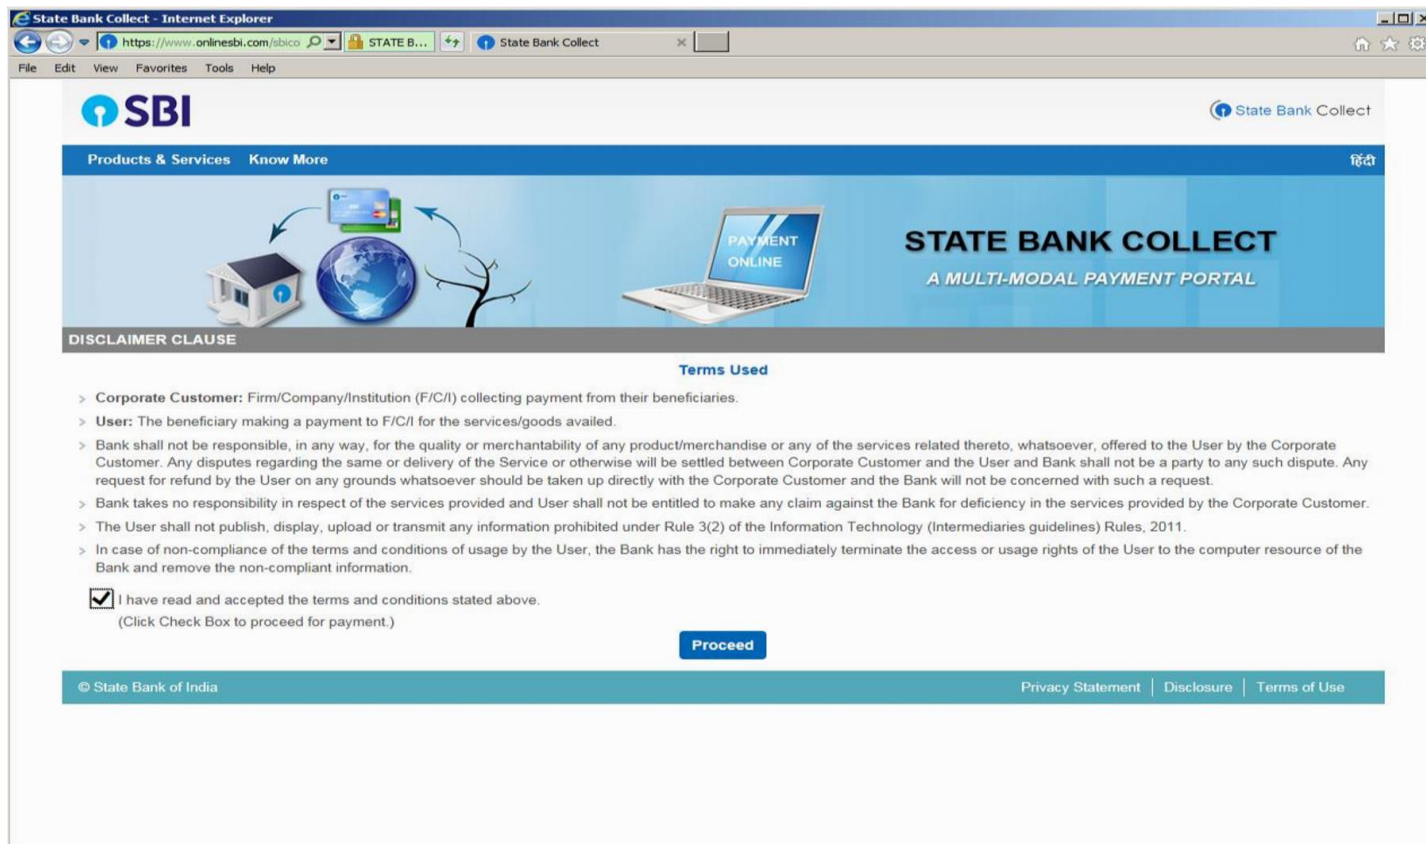 State Bank Collect - Internet Explorer
https://www.onlinesbi.com/sbico
STATE B...
State Bank Collect
File Edit View Favorites Tools Help
SBI
State Bank Collect
Products & Services Know More
हिंदी
PAYMENT
ONLINE
STATE BANK COLLECT
A MULTI-MODAL PAYMENT PORTAL
DISCLAIMER CLAUSE
Terms Used
> Corporate Customer: Firm/Company/Institution (F/C/I) collecting payment from their beneficiaries.
> User: The beneficiary making a payment to F/C/I for the services/goods availed.
> Bank shall not be responsible, in any way, for the quality or merchantability of any product/merchandise or any of the services related thereto, whatsoever, offered to the User by the Corporate
Customer. Any disputes regarding the same or delivery of the Service or otherwise will be settled between Corporate Customer and the User and Bank shall not be a party to any such dispute. Any
request for refund by the User on any grounds whatsoever should be taken up directly with the Corporate Customer and the Bank will not be concerned with such a request.
> Bank takes no responsibility in respect of the services provided and User shall not be entitled to make any claim against the Bank for deficiency in the services provided by the Corporate Customer.
> The User shall not publish, display, upload or transmit any information prohibited under Rule 3(2) of the Information Technology (Intermediaries guidelines) Rules, 2011.
> In case of non-compliance of the terms and conditions of usage by the User, the Bank has the right to immediately terminate the access or usage rights of the User to the computer resource of the
Bank and remove the non-compliant information.
I have read and accepted the terms and conditions stated above.
(Click Check Box to proceed for payment.)
Proceed
© State Bank of India
Privacy Statement | Disclosure | Terms of Use